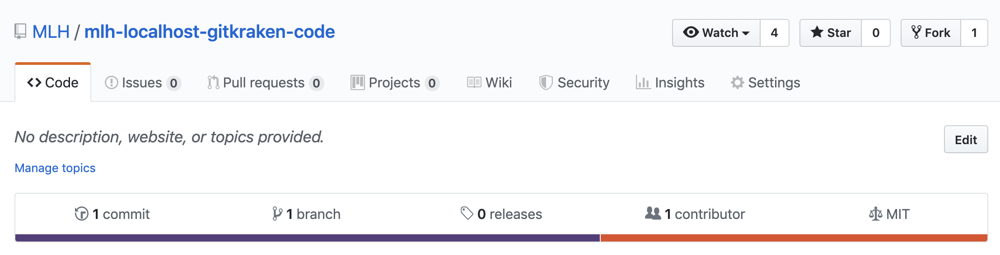 MLH / mlh-localhost-gitkraken-code
Watch 4 Star 0 Fork 1
Code Issues 0 Pull requests 0 Projects 0 Wiki Security Insights Settings
No description, website, or topics provided.
Edit
Manage topics
1 commit 1 branch 0 releases 1 contributor MIT